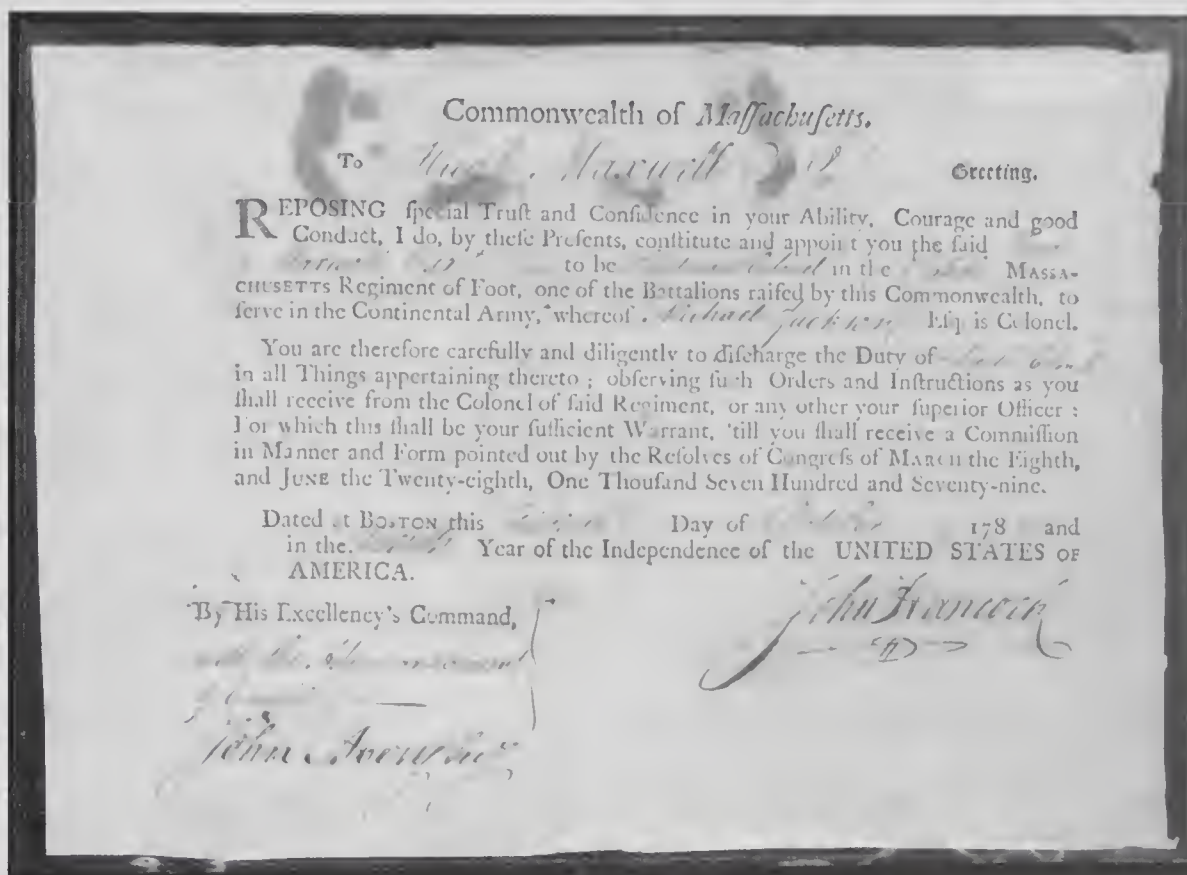 Commonwealth of Maſſachuſetts.
To Hugh Maxwell Greeting.
REPOSING ſpecial Truſt and Confidence in your Ability, Courage and good
Conduct, I do, by theſe Preſents, conſtitute and appoint you the ſaid
to be in the MASSA-
CHUSETTS Regiment of Foot, one of the Battalions raiſed by this Commonwealth, to
ſerve in the Continental Army, whereof Michael Jackson Eſq; is Colonel.
You are therefore carefully and diligently to diſcharge the Duty of
in all Things appertaining thereto ; obſerving ſuch Orders and Inſtructions as you
ſhall receive from the Colonel of ſaid Regiment, or any other your ſuperior Officer :
For which this ſhall be your ſufficient Warrant, 'till you ſhall receive a Commiſſion
in Manner and Form pointed out by the Reſolves of Congreſs of MARCH the Eighth,
and JUNE the Twenty-eighth, One Thouſand Seven Hundred and Seventy-nine.
Dated at BOSTON this Day of 178 and
in the Year of the Independence of the UNITED STATES OF
AMERICA.
By His Excellency's Command,
John Hancock
John Avery